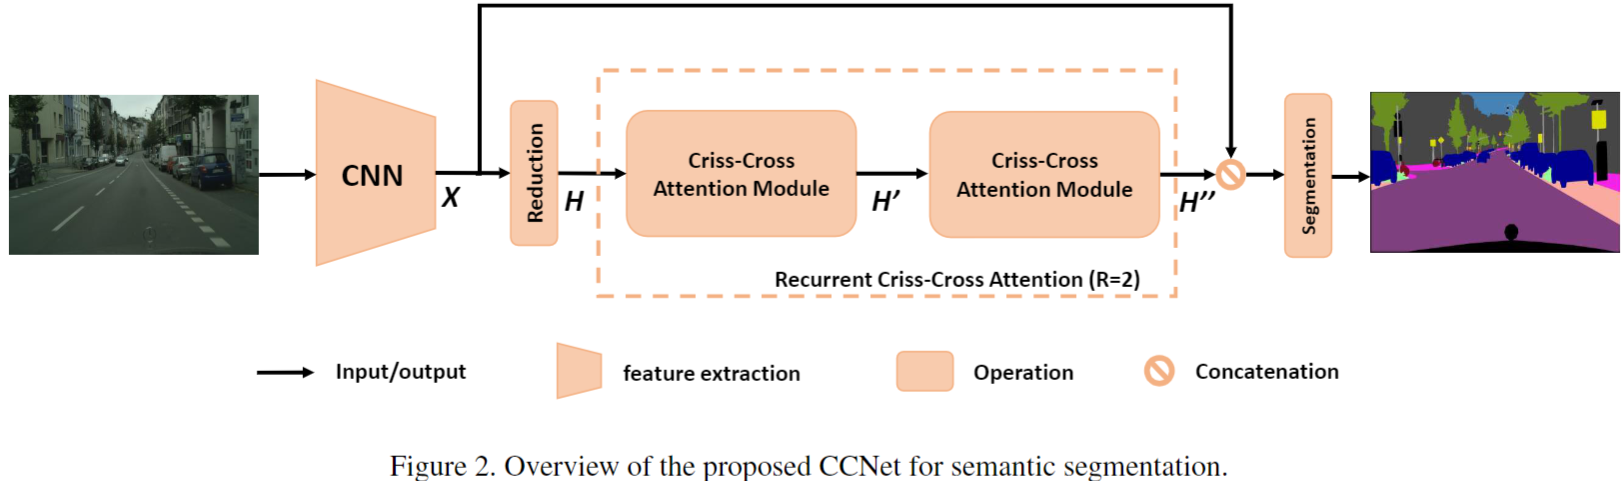 CNN
X
Reduction
H
Criss-Cross
Attention Module
H’
Criss-Cross
Attention Module
H’’
Segmentation
Recurrent Criss-Cross Attention (R=2)
Input/output
feature extraction
Operation
Concatenation
Figure 2. Overview of the proposed CCNet for semantic segmentation.